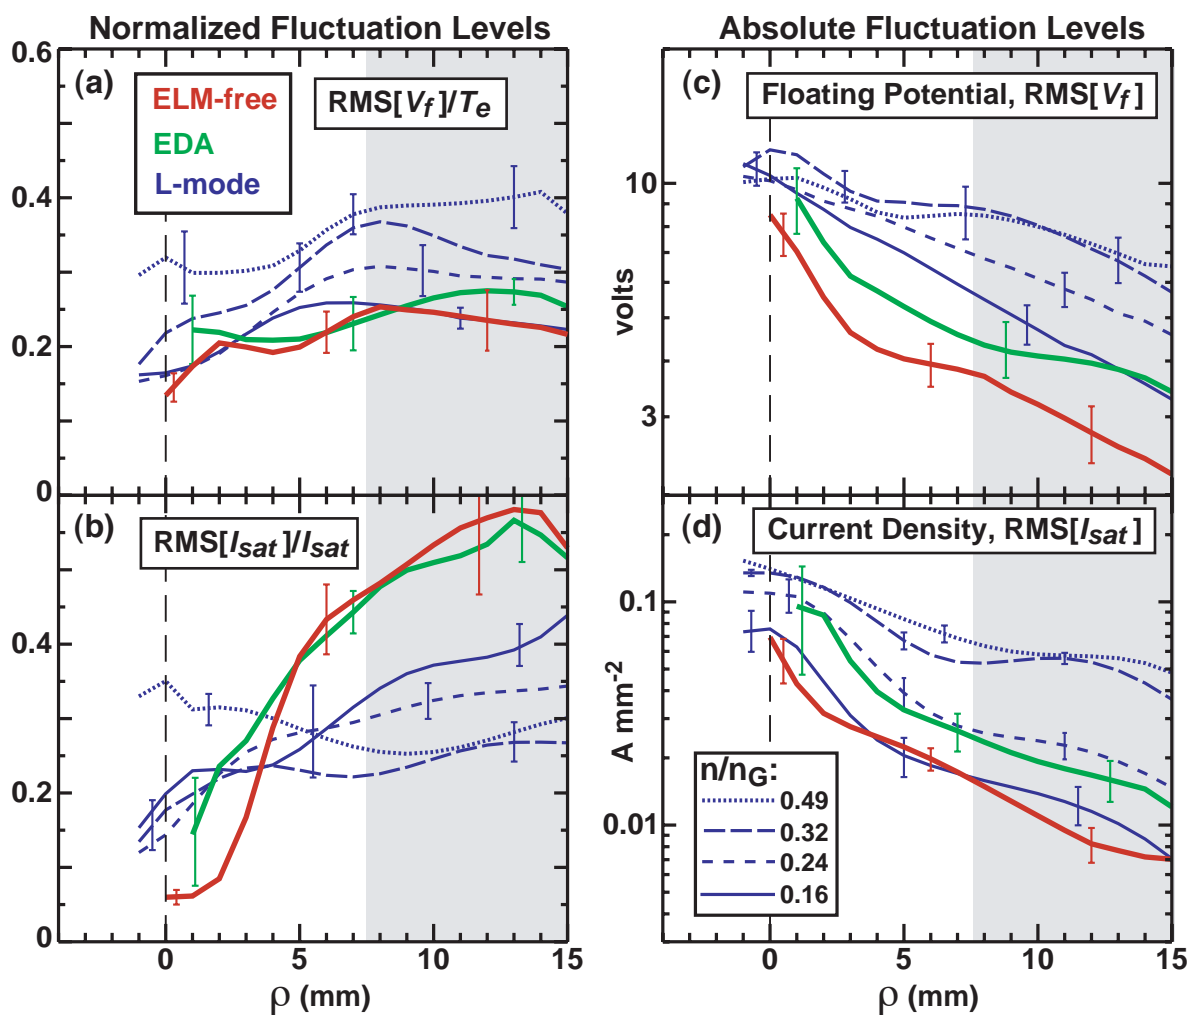 Normalized Fluctuation Levels
Absolute Fluctuation Levels
0.6
0.4
0.2
0
(a)
ELM-free
EDA
L-mode
RMS[Vf]/Te
(c)
Floating Potential, RMS[Vf]
10
3
volts
(b)
RMS[Isat]/Isat
0.4
0.2
0
0
5
10
15
ρ (mm)
(d)
Current Density, RMS[Isat]
0.1
0.01
A mm-2
n/nG:
0.49
0.32
0.24
0.16
0
5
10
15
ρ (mm)